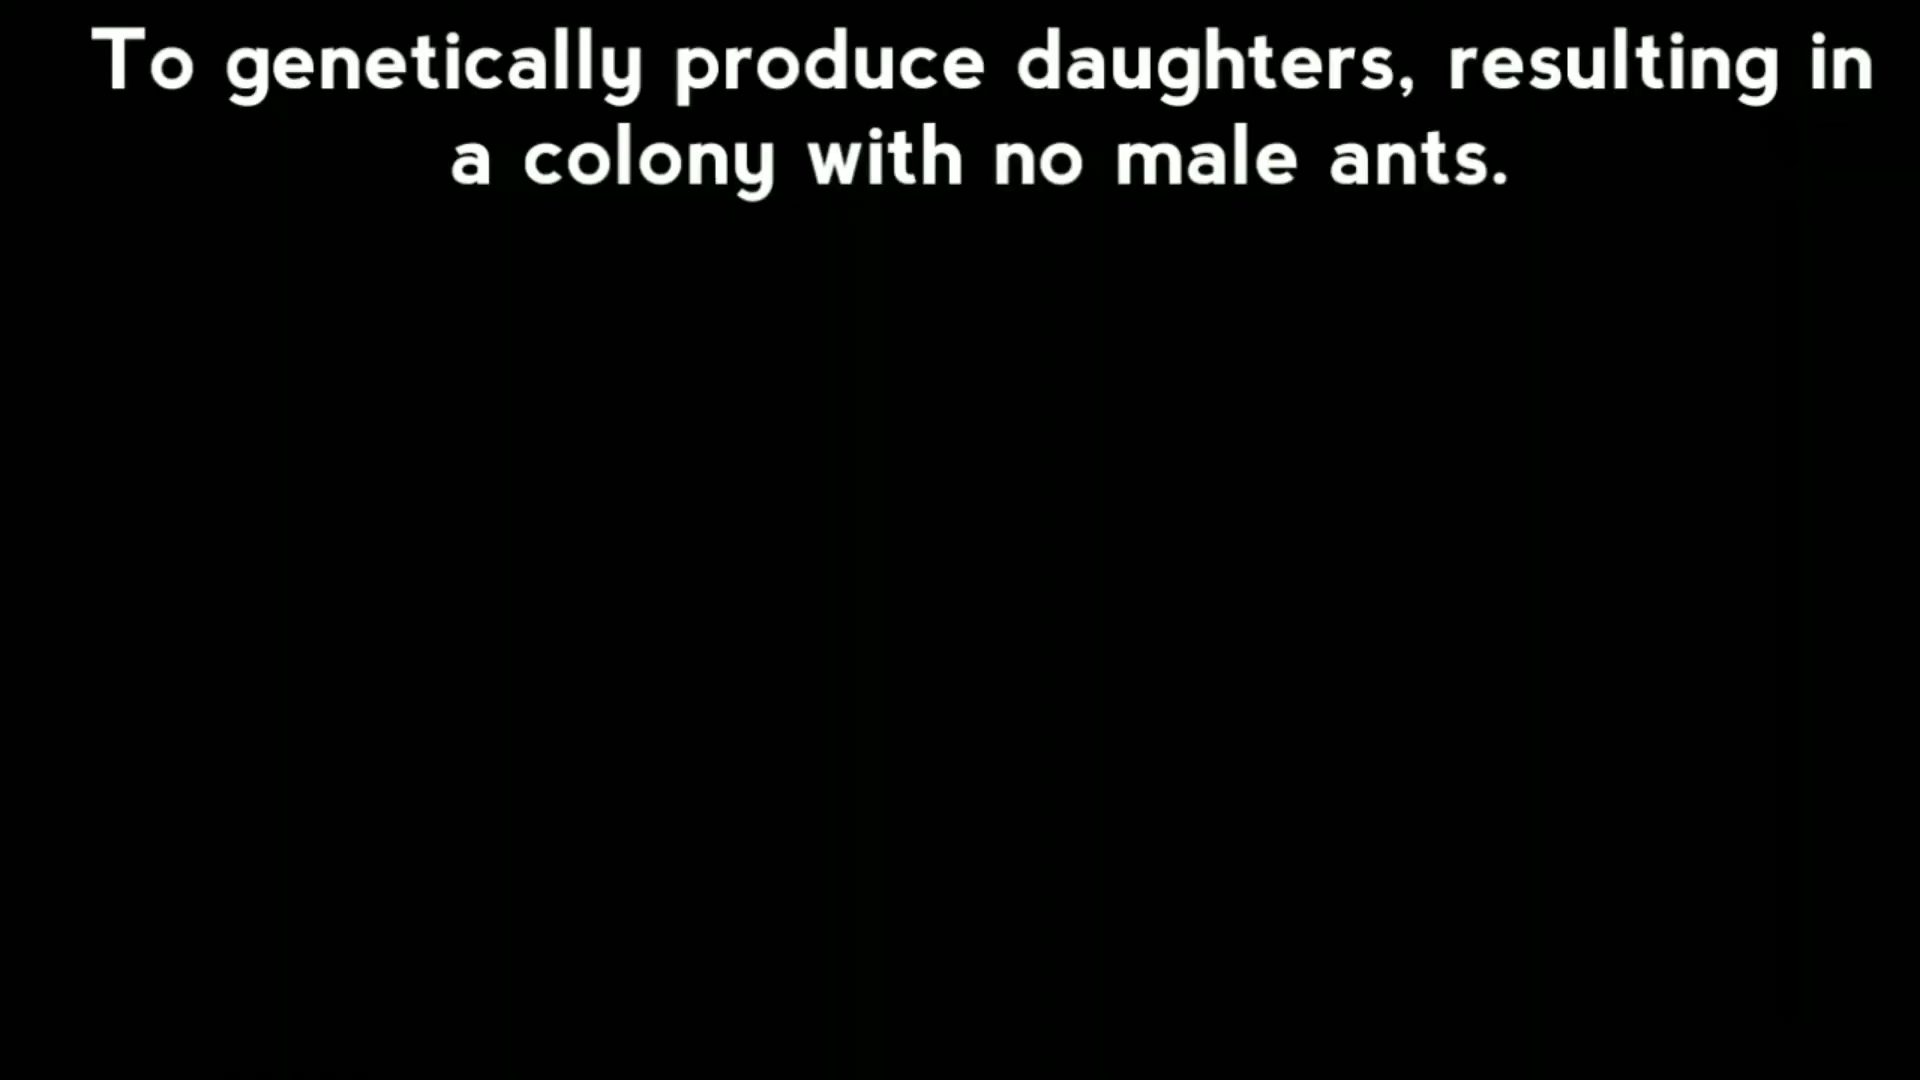 To genetically produce daughters, resulting in
a colony with no male ants.